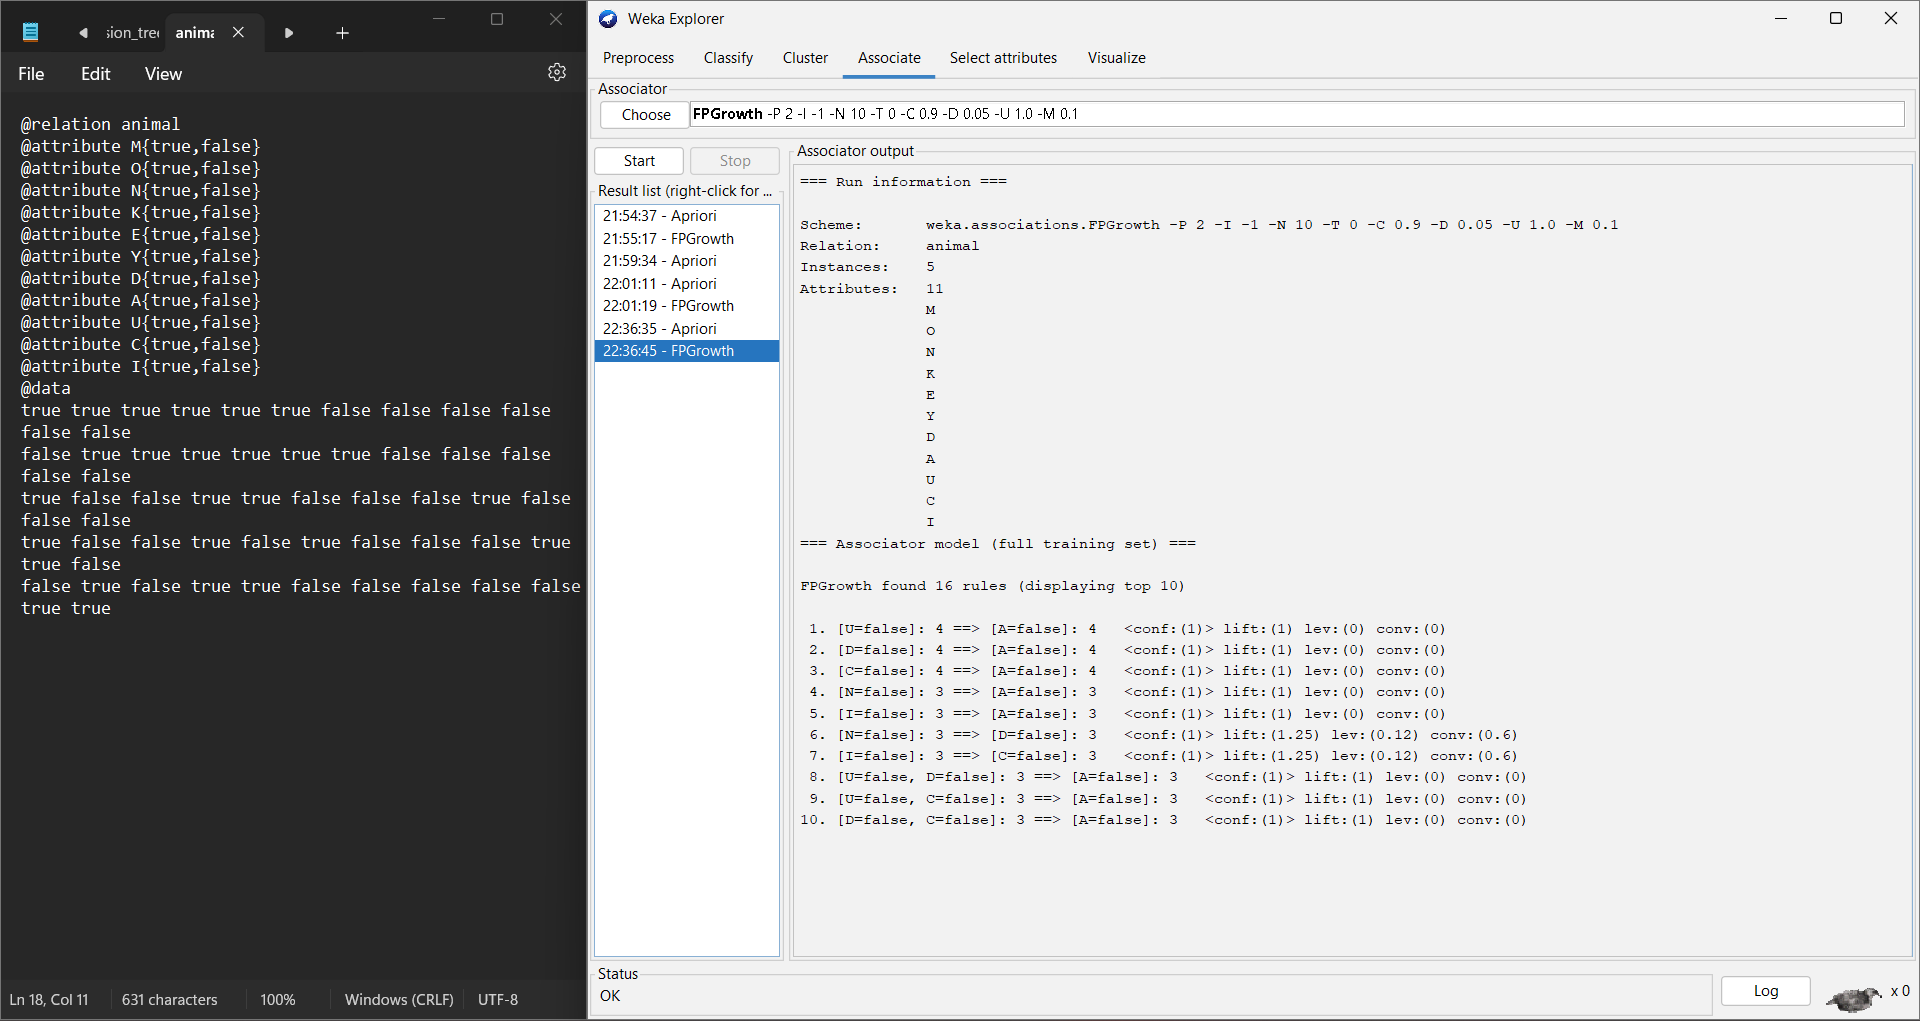 sion_tree
anima
File Edit View
@relation animal
@attribute M{true,false}
@attribute O{true,false}
@attribute N{true,false}
@attribute K{true,false}
@attribute E{true,false}
@attribute Y{true,false}
@attribute D{true,false}
@attribute A{true,false}
@attribute U{true,false}
@attribute C{true,false}
@attribute I{true,false}
@data
true true true true true true false false false false
false false
false true true true true true true false false false
false false
true false false true true false false false true false
false false
true false false true false true false false false true
true false
false true false true true false false false false false
true true
Ln 18, Col 11 631 characters 100% Windows (CRLF) UTF-8
Weka Explorer
Preprocess Classify Cluster Associate Select attributes Visualize
Associator
Choose FPGrowth -P 2 -I -1 -N 10 -T 0 -C 0.9 -D 0.05 -U 1.0 -M 0.1
Start Stop
Result list (right-click for ...
21:54:37 - Apriori
21:55:17 - FPGrowth
21:59:34 - Apriori
22:01:11 - Apriori
22:01:19 - FPGrowth
22:36:35 - Apriori
22:36:45 - FPGrowth
Associator output
=== Run information ===
Scheme: weka.associations.FPGrowth -P 2 -I -1 -N 10 -T 0 -C 0.9 -D 0.05 -U 1.0 -M 0.1
Relation: animal
Instances: 5
Attributes: 11
M
O
N
K
E
Y
D
A
U
C
I
=== Associator model (full training set) ===
FPGrowth found 16 rules (displaying top 10)
1. [U=false]: 4 ==> [A=false]: 4 <conf:(1)> lift:(1) lev:(0) conv:(0)
2. [D=false]: 4 ==> [A=false]: 4 <conf:(1)> lift:(1) lev:(0) conv:(0)
3. [C=false]: 4 ==> [A=false]: 4 <conf:(1)> lift:(1) lev:(0) conv:(0)
4. [N=false]: 3 ==> [A=false]: 3 <conf:(1)> lift:(1) lev:(0) conv:(0)
5. [I=false]: 3 ==> [A=false]: 3 <conf:(1)> lift:(1) lev:(0) conv:(0)
6. [N=false]: 3 ==> [D=false]: 3 <conf:(1)> lift:(1.25) lev:(0.12) conv:(0.6)
7. [I=false]: 3 ==> [C=false]: 3 <conf:(1)> lift:(1.25) lev:(0.12) conv:(0.6)
8. [U=false, D=false]: 3 ==> [A=false]: 3 <conf:(1)> lift:(1) lev:(0) conv:(0)
9. [U=false, C=false]: 3 ==> [A=false]: 3 <conf:(1)> lift:(1) lev:(0) conv:(0)
10. [D=false, C=false]: 3 ==> [A=false]: 3 <conf:(1)> lift:(1) lev:(0) conv:(0)
Status
OK
Log
x 0